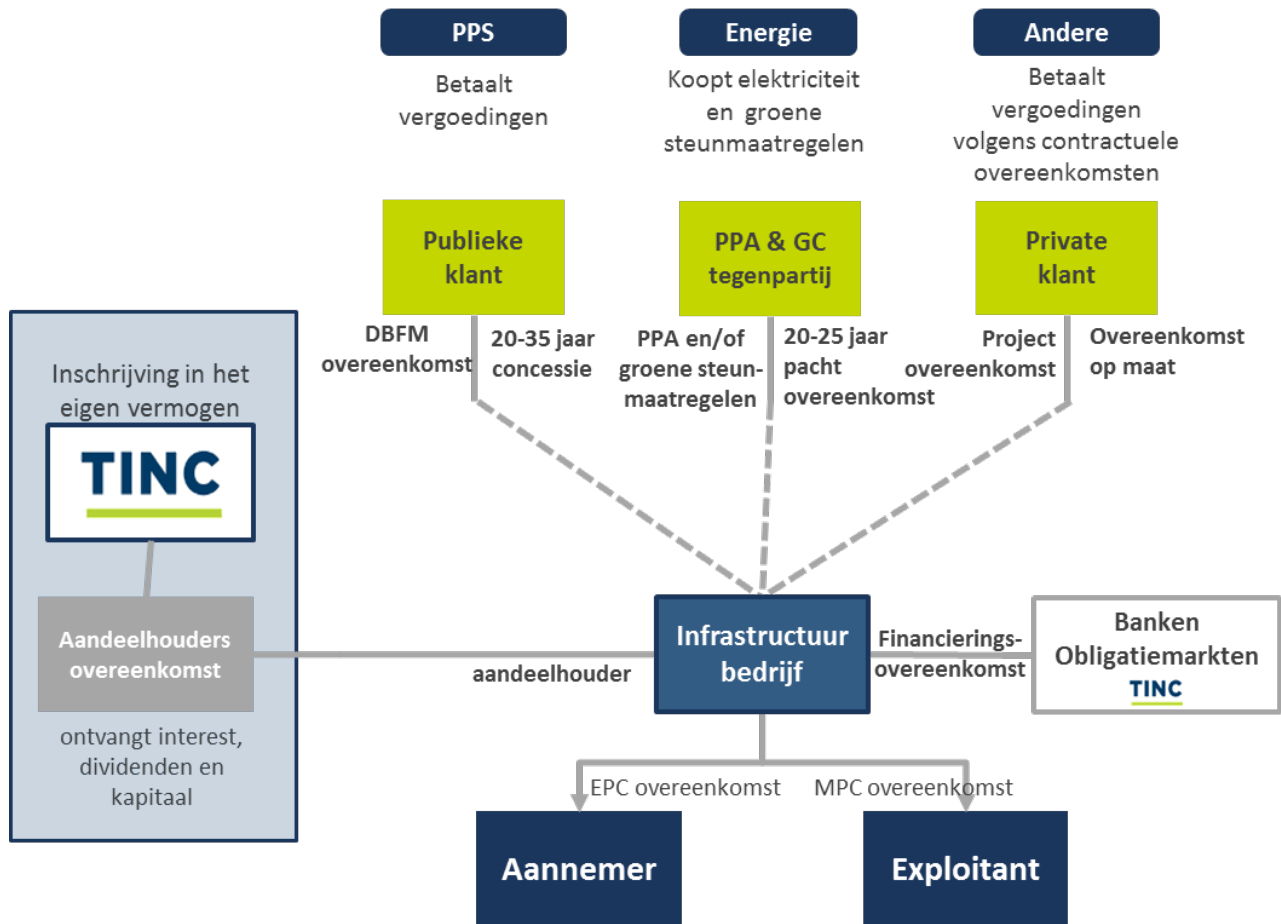 PPS
Betaalt
vergoedingen
Energie
Koopt elektriciteit
en groene
steunmaatregelen
Andere
Betaalt
vergoedingen
volgens contractuele
overeenkomsten
Publieke
klant
PPA & GC
tegenpartij
Private
klant
DBFM
overeenkomst
20-35 jaar
concessie
PPA en/of
groene steun-
maatregelen
20-25 jaar
pacht
overeenkomst
Project
overeenkomst
Overeenkomst
op maat
Inschrijving in het
eigen vermogen
TINC
Aandeelhouders
overeenkomst
ontvangt interest,
dividenden en
kapitaal
aandeelhouder
Infrastructuur
bedrijf
Financierings-
overeenkomst
Banken
Obligatiemarkten
TINC
EPC overeenkomst
MPC overeenkomst
Aannemer
Exploitant